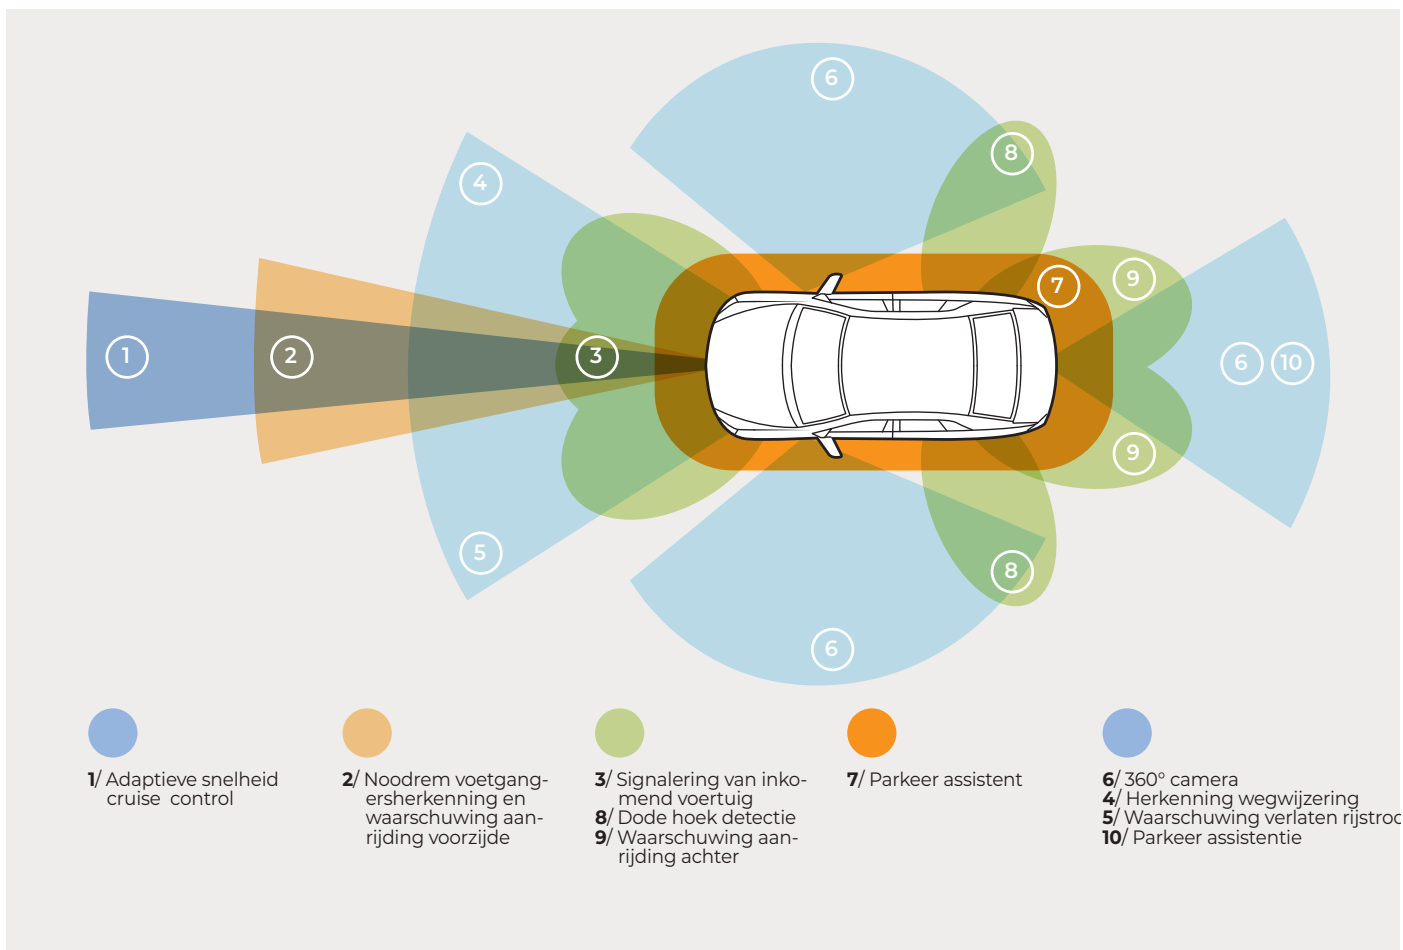 6
8
4
9
7
1
2
3
6
10
9
5
8
6
1/ Adaptieve snelheid
cruise control
2/ Noodrem voetgang-
ersherkenning en
waarschuwing aan-
rijding voorzijde
3/ Signalering van inko-
mend voertuig
8/ Dode hoek detectie
9/ Waarschuwing aan-
rijding achter
7/ Parkeer assistent
6/ 360° camera
4/ Herkenning wegwijzering
5/ Waarschuwing verlaten rijstroo
10/ Parkeer assistentie